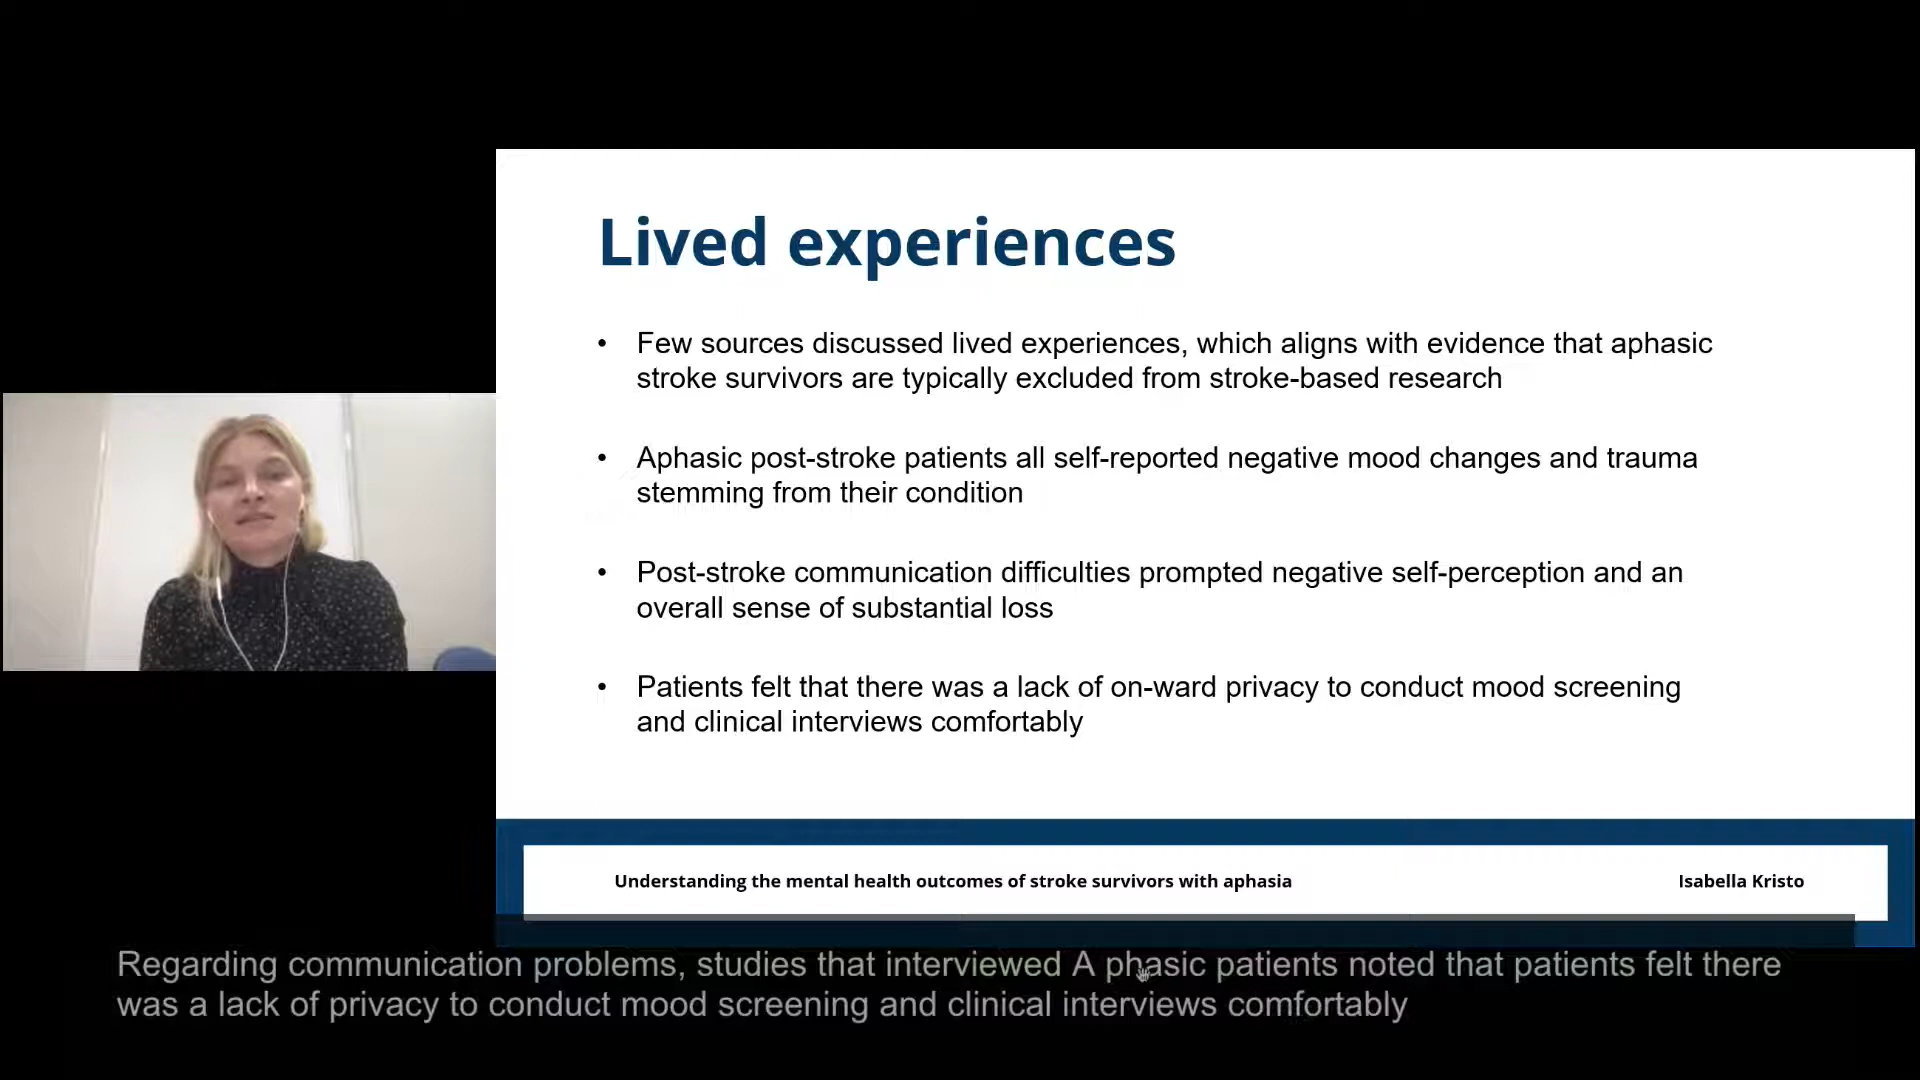 Lived experiences
• Few sources discussed lived experiences, which aligns with evidence that aphasic
stroke survivors are typically excluded from stroke-based research
• Aphasic post-stroke patients all self-reported negative mood changes and trauma
stemming from their condition
• Post-stroke communication difficulties prompted negative self-perception and an
overall sense of substantial loss
• Patients felt that there was a lack of on-ward privacy to conduct mood screening
and clinical interviews comfortably
Understanding the mental health outcomes of stroke survivors with aphasia
Isabella Kristo
Regarding communication problems, studies that interviewed A phasic patients noted that patients felt there
was a lack of privacy to conduct mood screening and clinical interviews comfortably